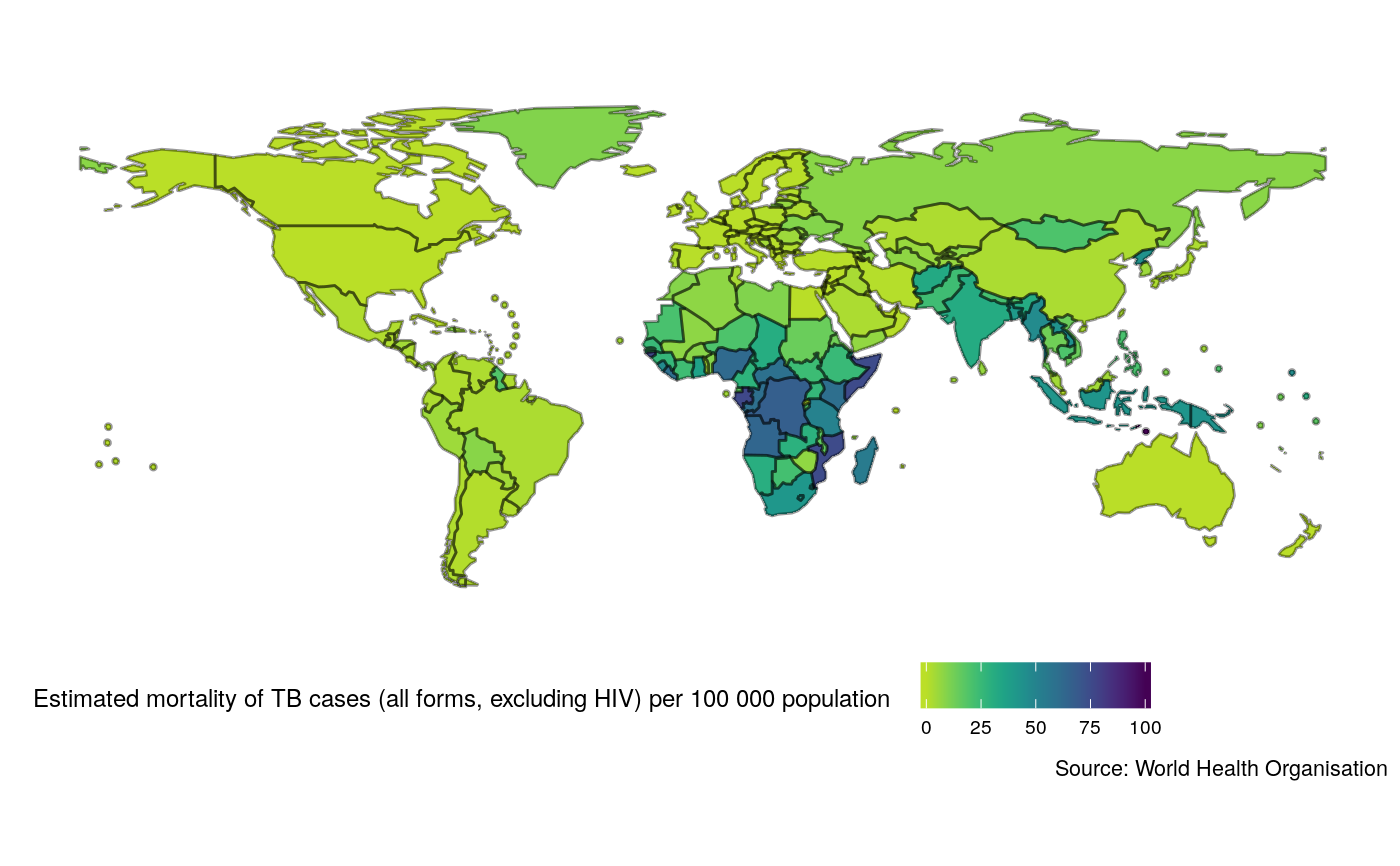 Estimated mortality of TB cases (all forms, excluding HIV) per 100 000 population
0 25 50 75 100
Source: World Health Organisation